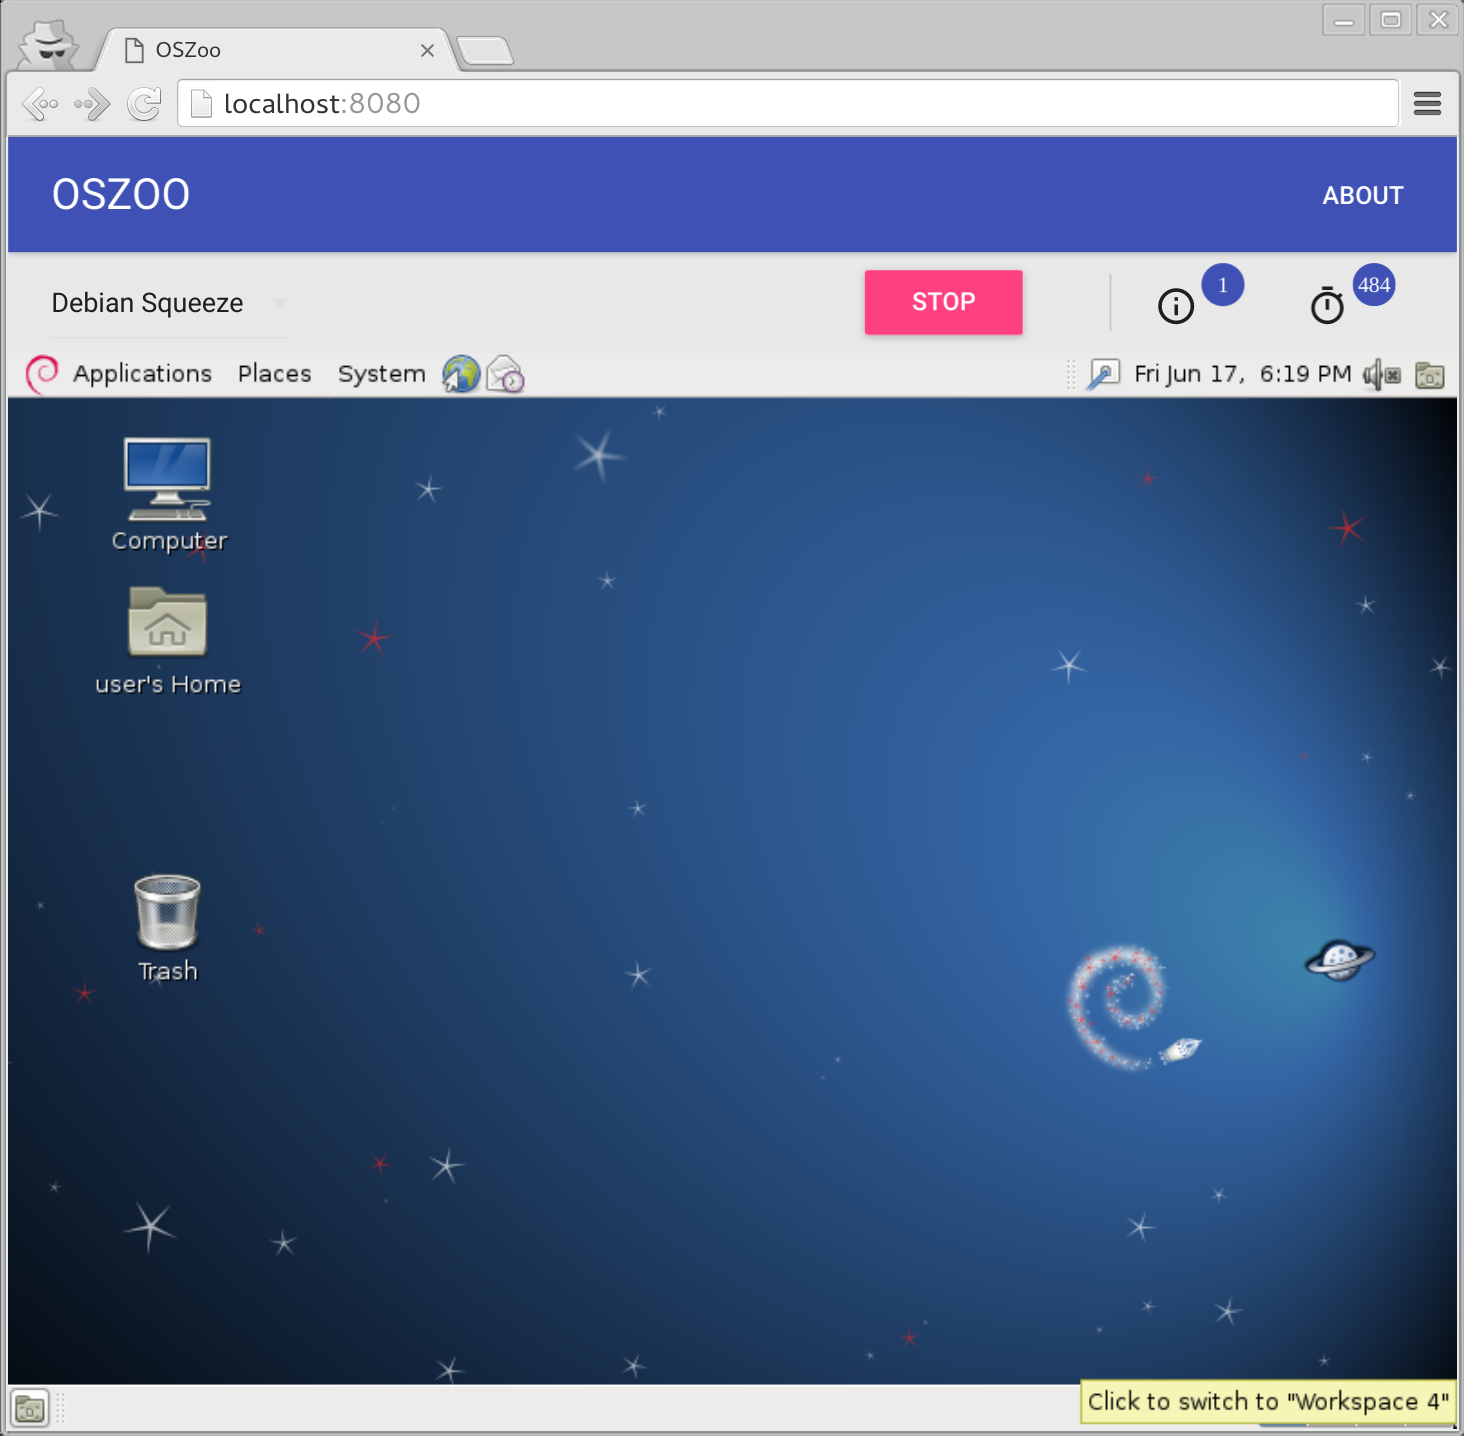 OSZoo
localhost:8080
OSZOO
ABOUT
Debian Squeeze
STOP
1
484
Applications Places System
Fri Jun 17, 6:19 PM
Computer
user's Home
Trash
Click to switch to "Workspace 4"